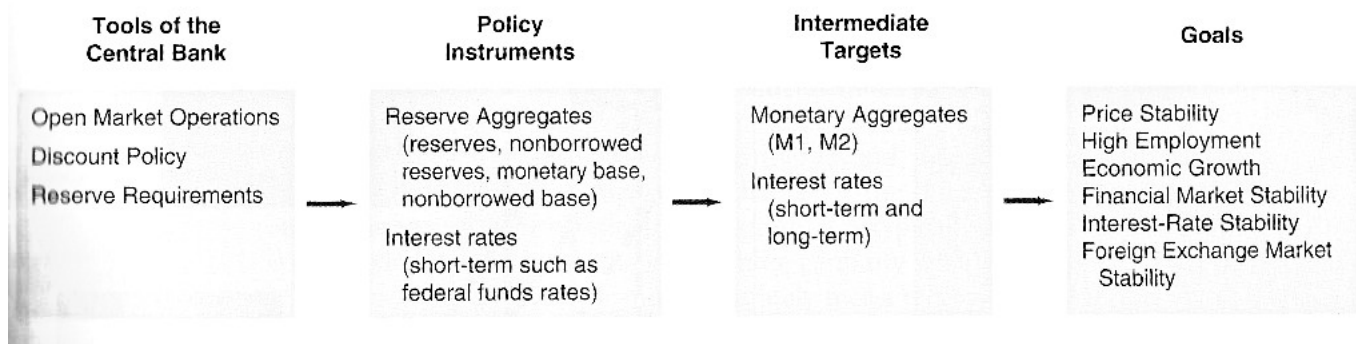 Tools of the
Central Bank
Open Market Operations
Discount Policy
Reserve Requirements
Policy
Instruments
Reserve Aggregates
(reserves, nonborrowed
reserves, monetary base,
nonborrowed base)
Interest rates
(short-term such as
federal funds rates)
Intermediate
Targets
Monetary Aggregates
(M1, M2)
Interest rates
(short-term and
long-term)
Goals
Price Stability
High Employment
Economic Growth
Financial Market Stability
Interest-Rate Stability
Foreign Exchange Market
Stability